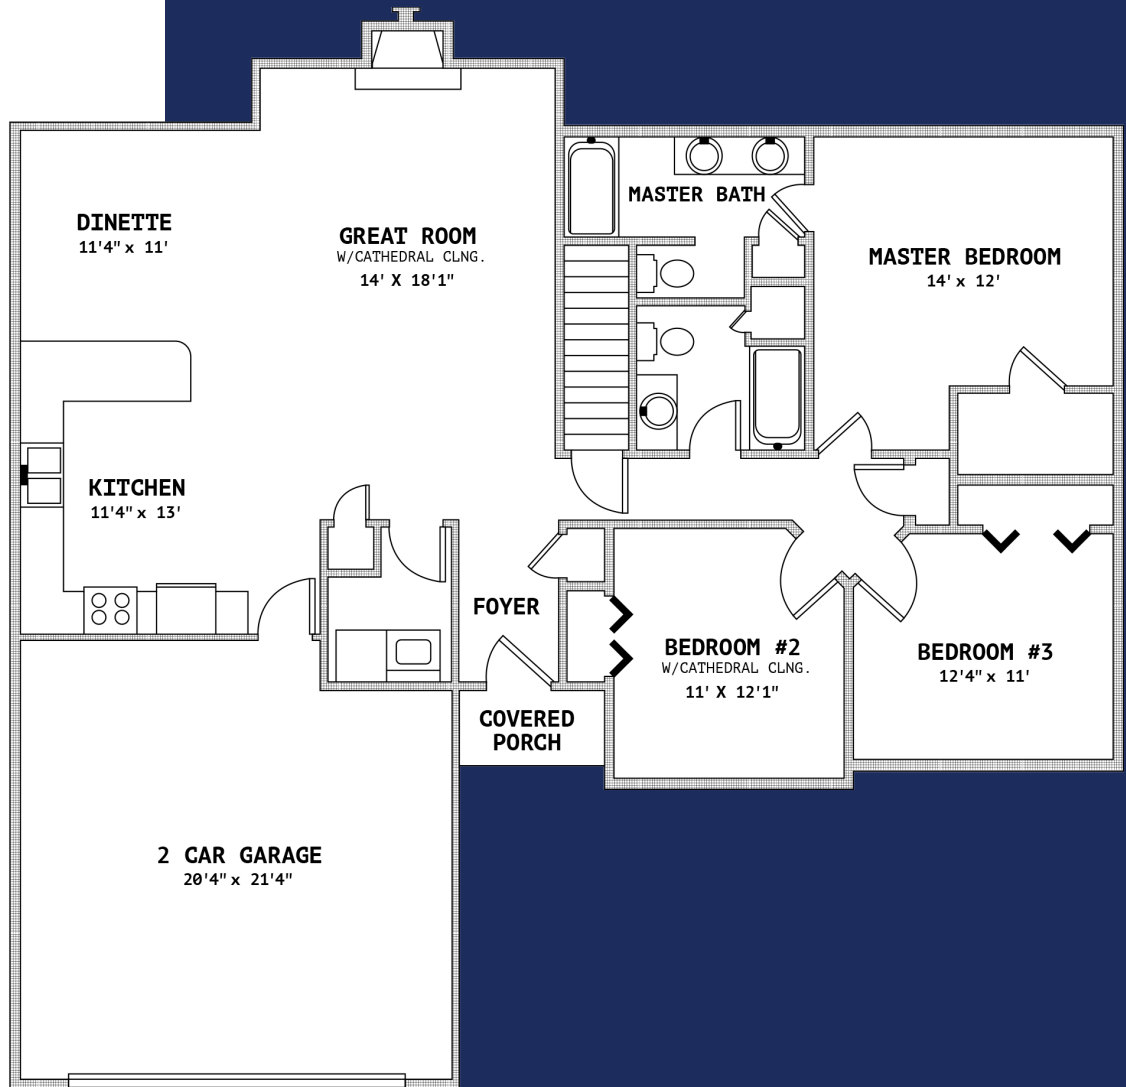 DINETTE
11'4" x 11'
GREAT ROOM
W/CATHEDRAL CLNG.
14' X 18'1"
MASTER BATH
MASTER BEDROOM
14' x 12'
KITCHEN
11'4" x 13'
FOYER
BEDROOM #2
W/CATHEDRAL CLNG.
11' X 12'1"
BEDROOM #3
12'4" x 11'
COVERED
PORCH
2 CAR GARAGE
20'4" x 21'4"